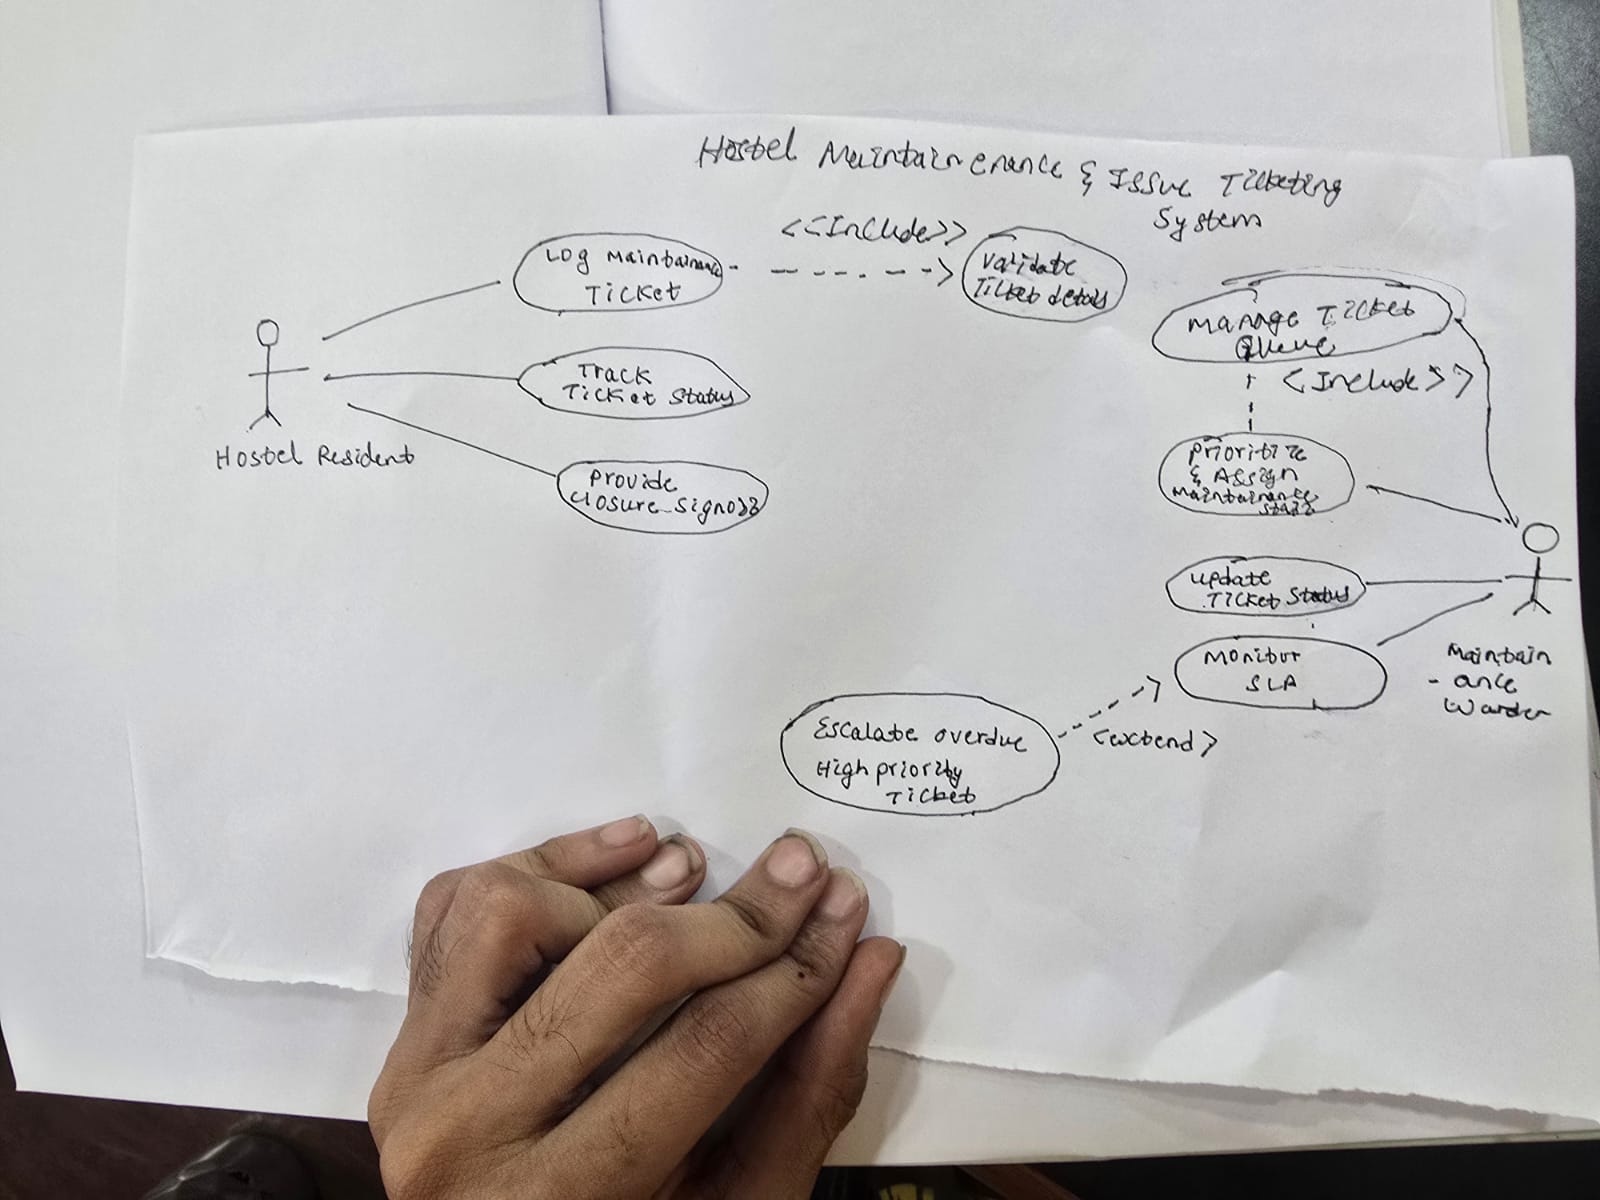 Hostel Maintainenance & Issue Ticketing
System
<<Include>>
Log Maintainance
Ticket
Validate
Ticket details
Manage Ticket
Queue
<Include>>
Track
Ticket Status
Hostel Resident
Provide
closure signoff
Prioritize
& Assign
Maintainance
staff
Update
Ticket Status
Monitor
SLA
Maintain
- ance
Warden
Escalate overdue
High priority
Ticket
<extend>